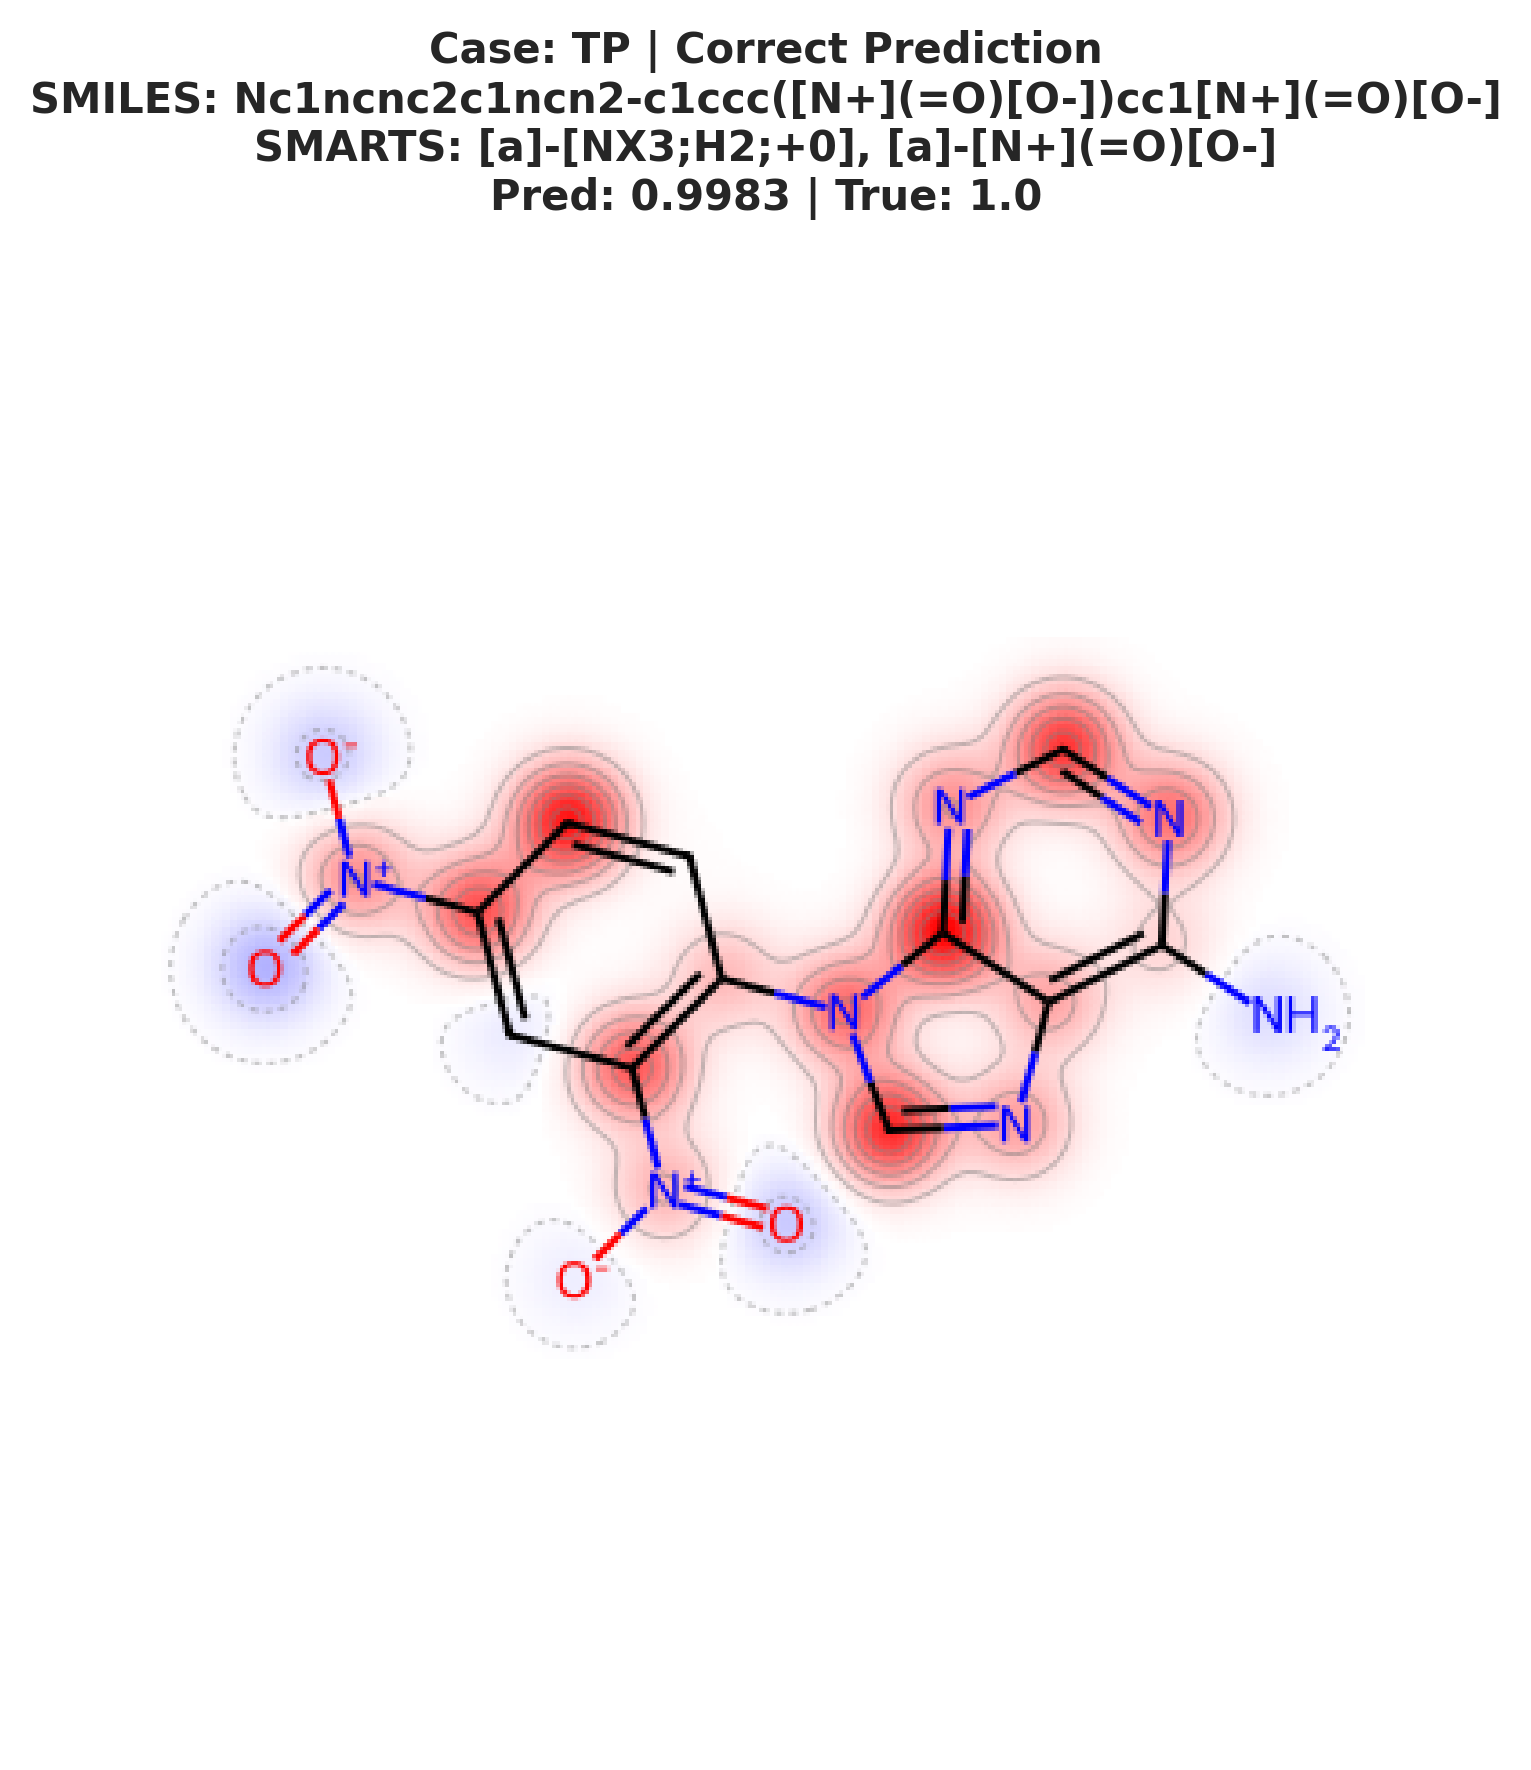 Case: TP | Correct Prediction
SMILES: Nc1ncnc2c1ncn2-c1ccc([N+](=O)[O-])cc1[N+](=O)[O-]
SMARTS: [a]-[NX3;H2;+0], [a]-[N+](=O)[O-]
Pred: 0.9983 | True: 1.0
O-
N+
O
N
N
NH2
N
N
N+
O
O-